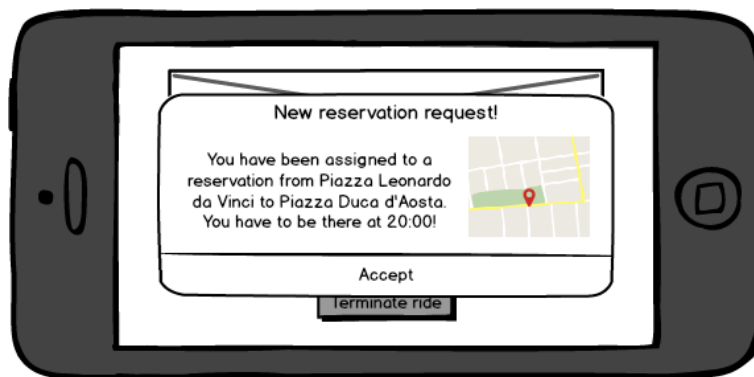 New reservation request!
You have been assigned to a
reservation from Piazza Leonardo
da Vinci to Piazza Duca d'Aosta.
You have to be there at 20:00!
Accept
Terminate ride